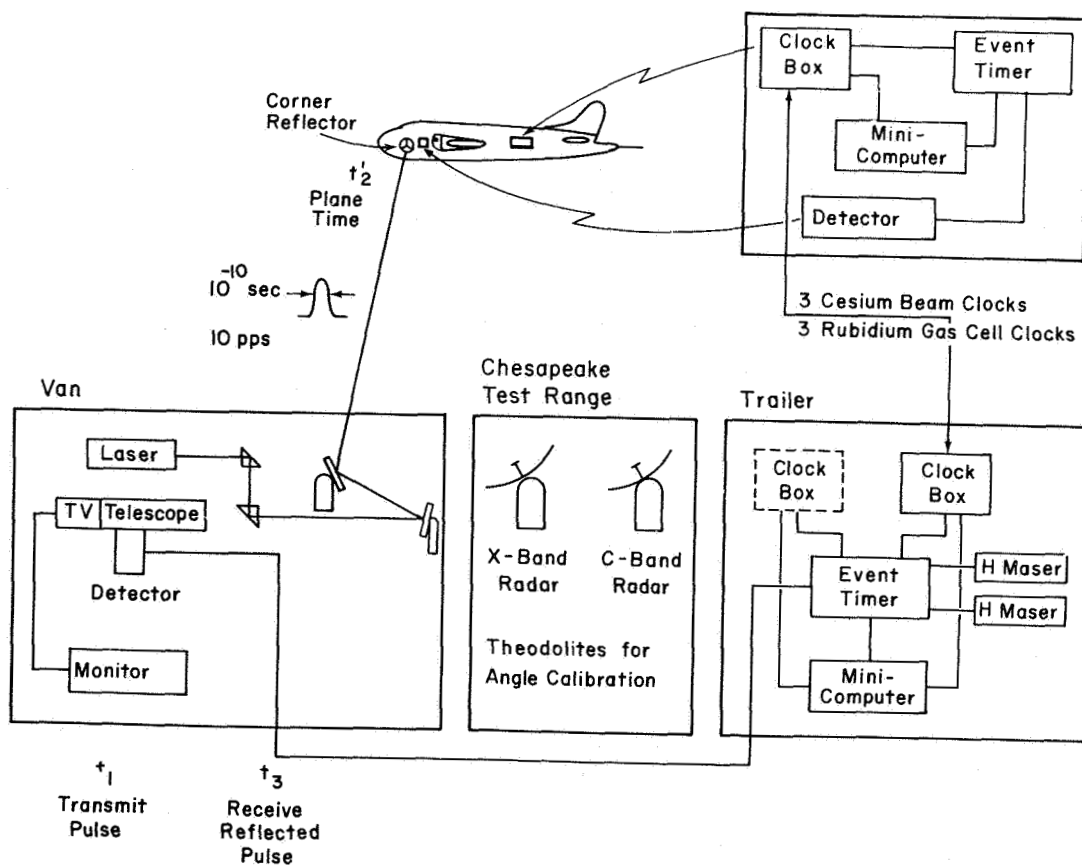 Corner
Reflector
t′2
Plane
Time
Clock
Box
Event
Timer
Mini-
Computer
Detector
10^-10 sec
10 pps
3 Cesium Beam Clocks
3 Rubidium Gas Cell Clocks
Van
Laser
TV Telescope
Detector
Monitor
Chesapeake
Test Range
X-Band
Radar
C-Band
Radar
Theodolites for
Angle Calibration
Trailer
Clock
Box
Clock
Box
Event
Timer
H Maser
H Maser
Mini-
Computer
t1
Transmit
Pulse
t3
Receive
Reflected
Pulse